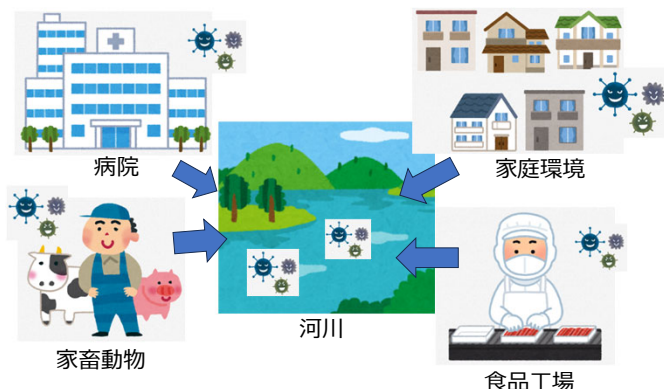 病院
家庭環境
河川
家畜動物
食品工場